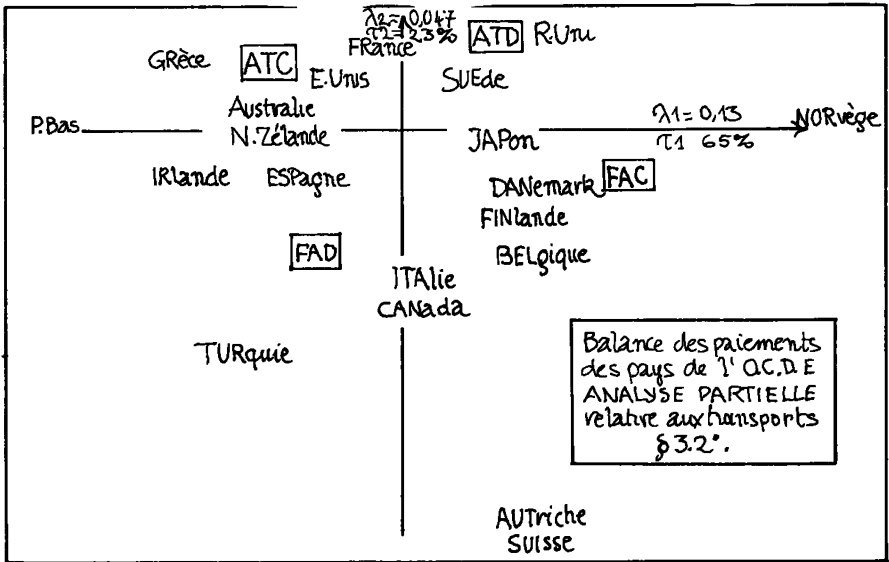 λ2= 0,047
τ2= 23%
FRance
ATD R.Uni
GRèce ATC
E.Unis SUEde
Australie
P.Bas λ1= 0,13 NORvège
N.Zélande JAPon τ1 65%
IRlande ESPagne DANemark FAC
FINlande
FAD BELgique
ITAlie
CANada
TURquie
Balance des paiements
des pays de l' O.C.D.E
ANALYSE PARTIELLE
relative aux transports
§ 3.2°.
AUTriche
SUISSE